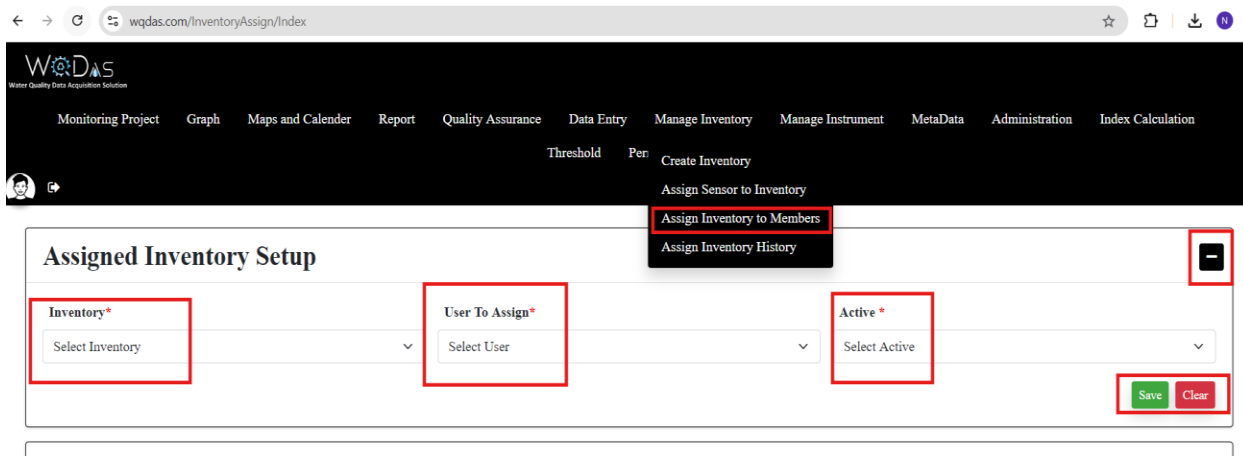 wqdas.com/InventoryAssign/Index
N
WQDAS
Water Quality Data Acquisition Solution
Monitoring Project Graph Maps and Calender Report Quality Assurance Data Entry Manage Inventory Manage Instrument MetaData Administration Index Calculation
Threshold
Create Inventory
Assign Sensor to Inventory
Assign Inventory to Members
Assign Inventory History
Assigned Inventory Setup
Inventory* User To Assign* Active *
Select Inventory Select User Select Active
Save Clear